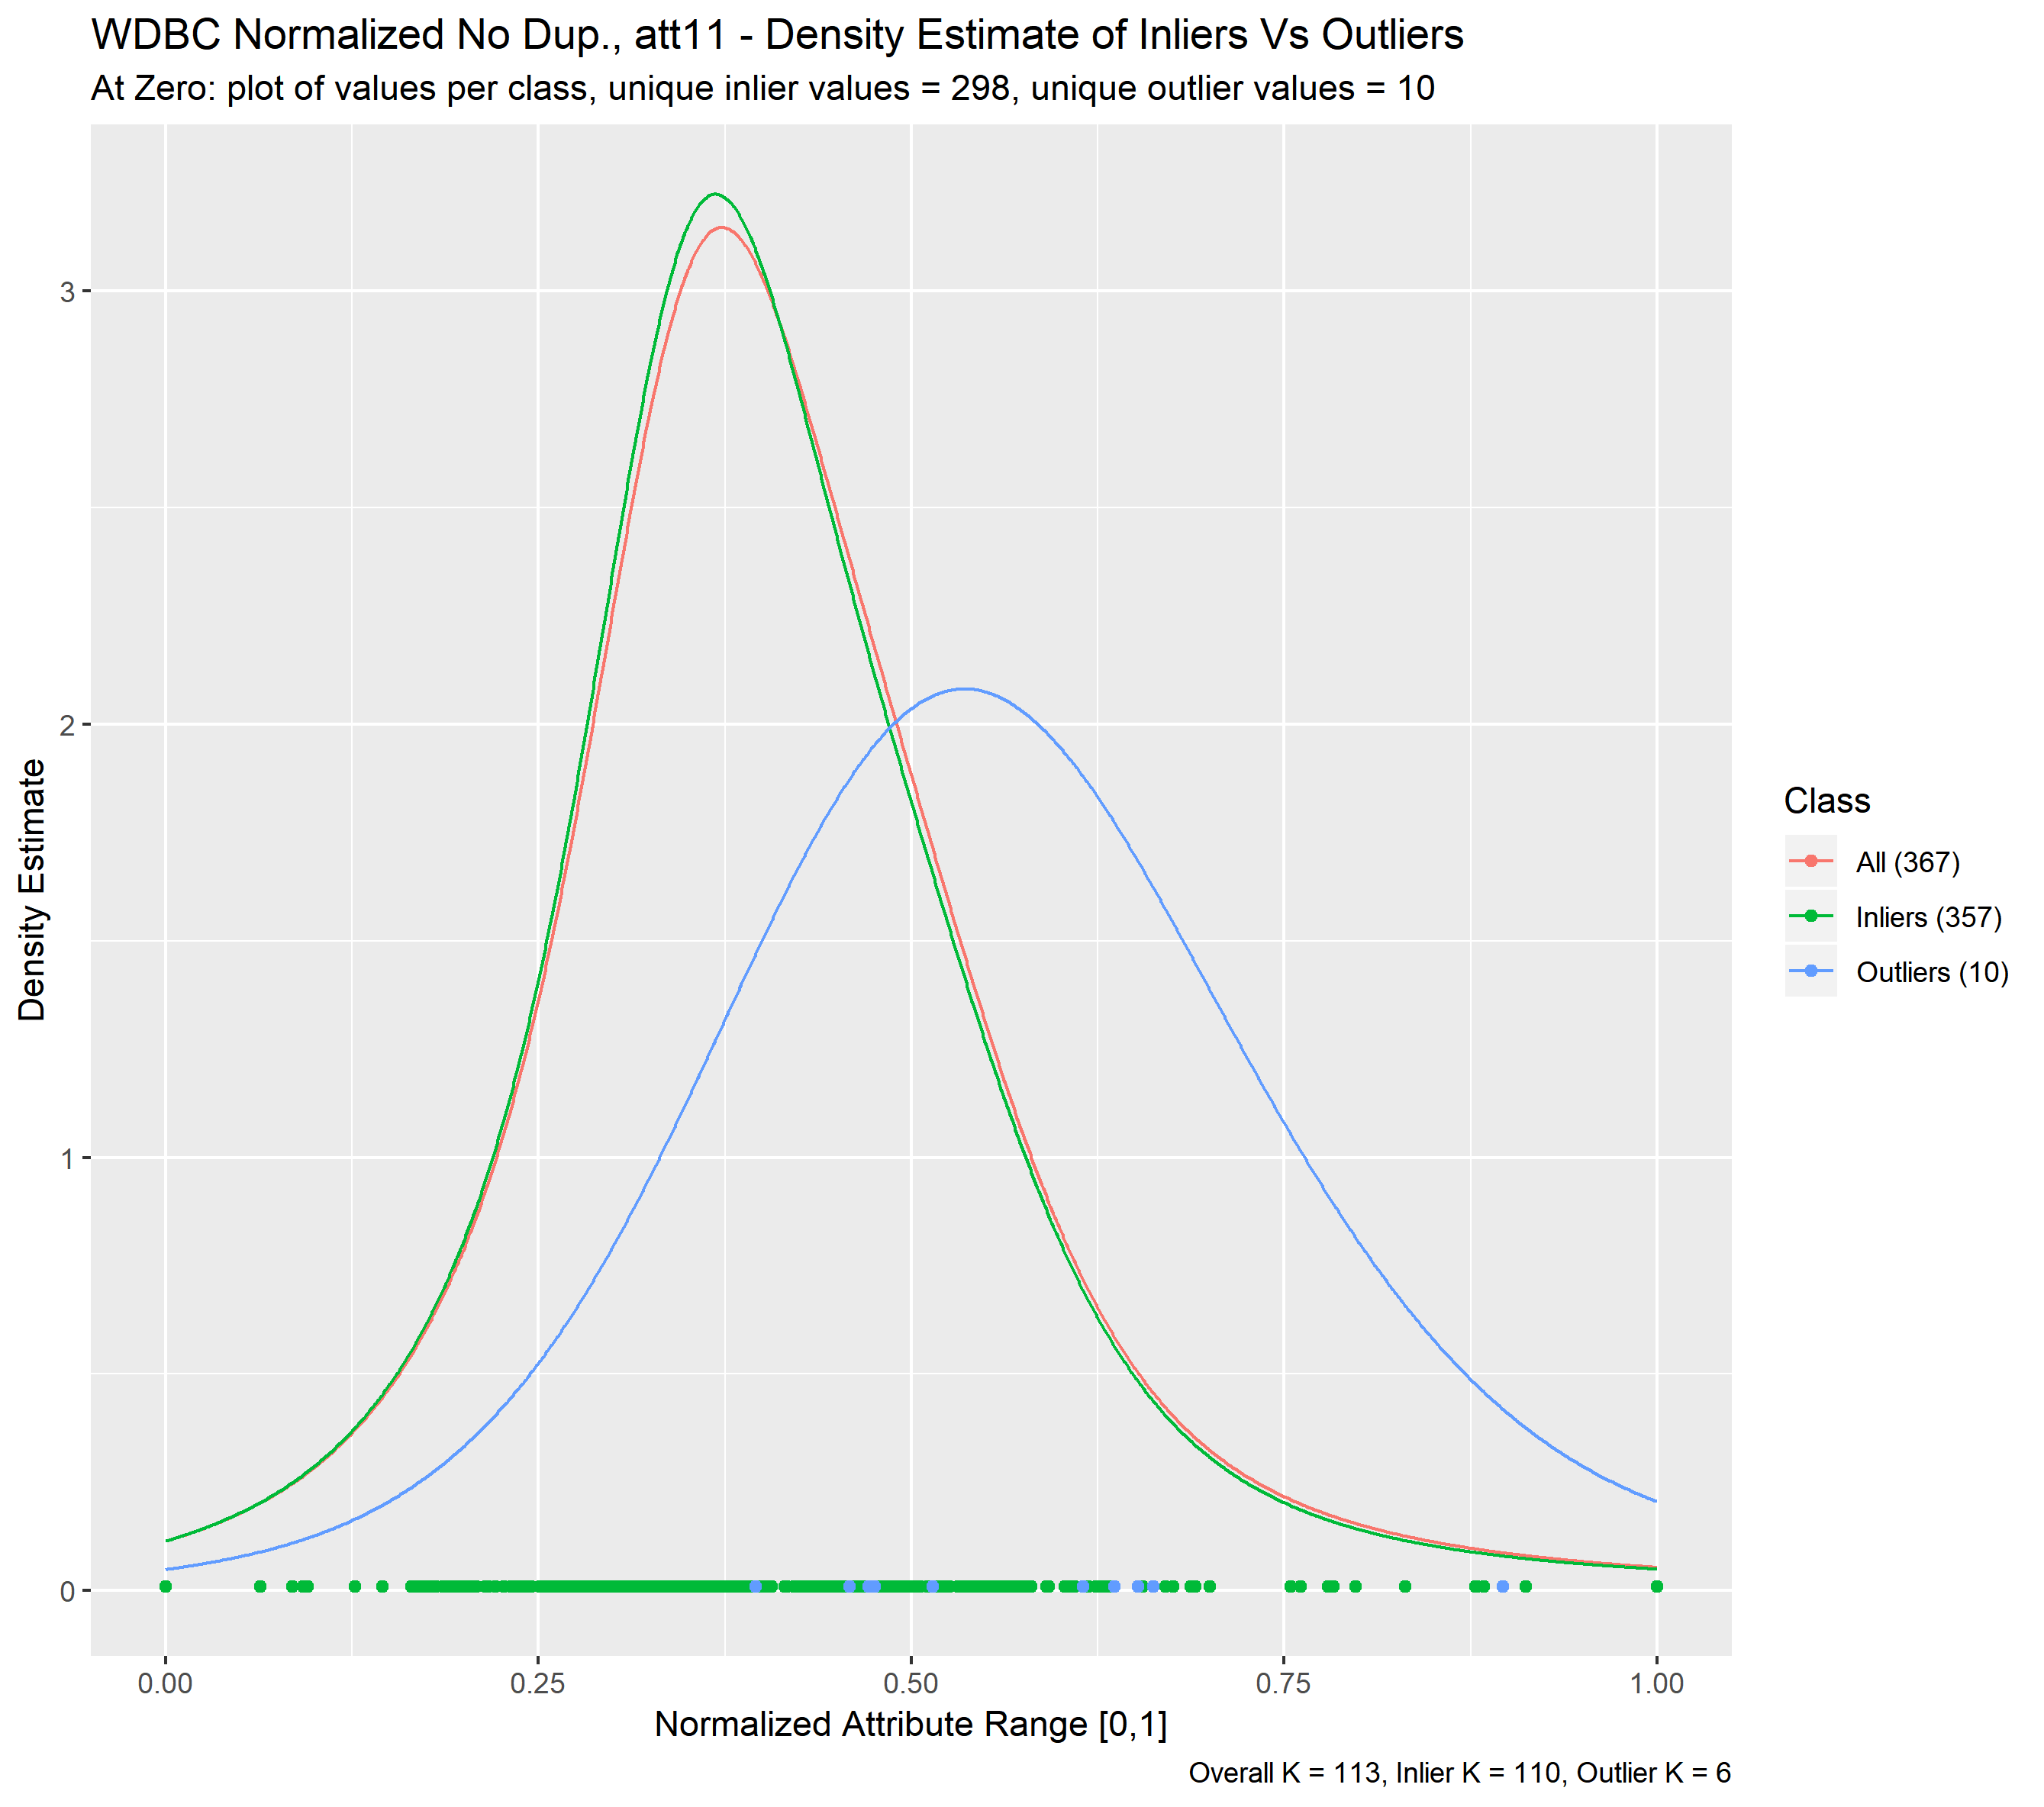 WDBC Normalized No Dup., att11 - Density Estimate of Inliers Vs Outliers
At Zero: plot of values per class, unique inlier values = 298, unique outlier values = 10
3
2
1
0
Density Estimate
0.00 0.25 0.50 0.75 1.00
Normalized Attribute Range [0,1]
Class
All (367)
Inliers (357)
Outliers (10)
Overall K = 113, Inlier K = 110, Outlier K = 6